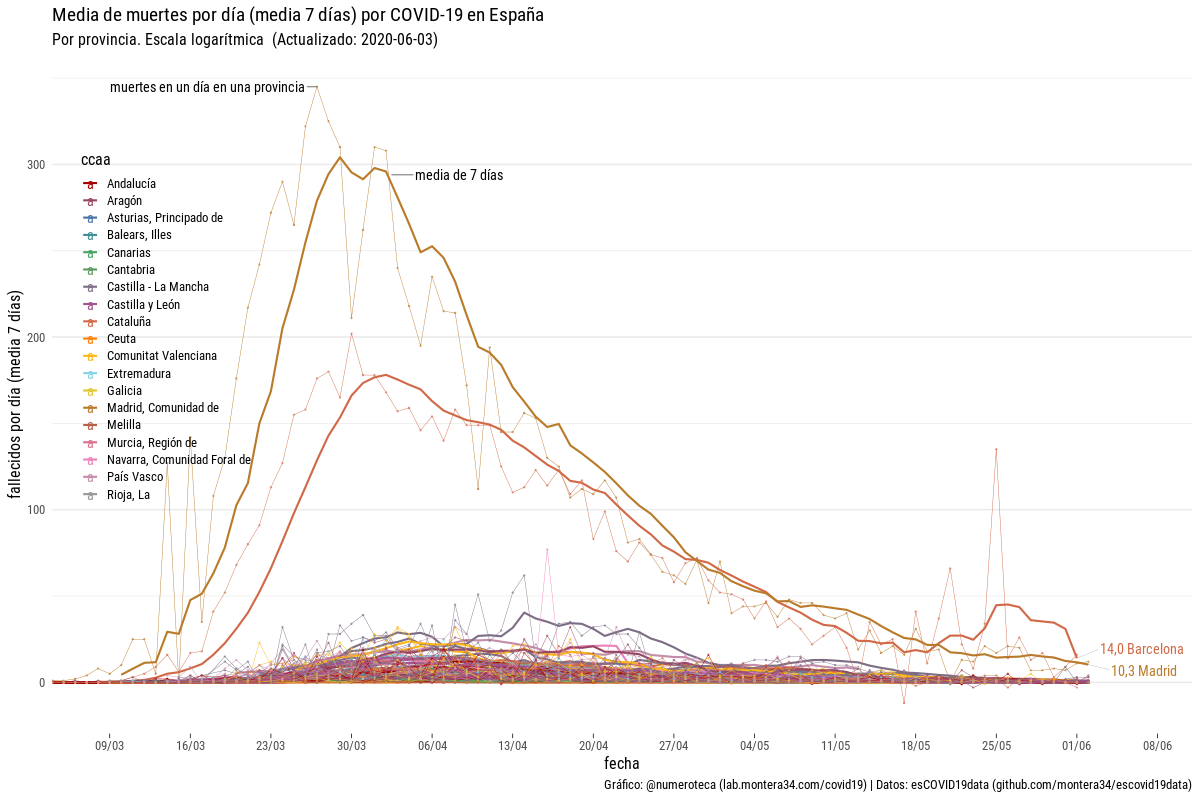 Media de muertes por día (media 7 días) por COVID-19 en España
Por provincia. Escala logarítmica (Actualizado: 2020-06-03)
muertes en un día en una provincia
media de 7 días
ccaa
Andalucía
Aragón
Asturias, Principado de
Balears, Illes
Canarias
Cantabria
Castilla - La Mancha
Castilla y León
Cataluña
Ceuta
Comunitat Valenciana
Extremadura
Galicia
Madrid, Comunidad de
Melilla
Murcia, Región de
Navarra, Comunidad Foral de
País Vasco
Rioja, La
fallecidos por día (media 7 días)
300
200
100
0
14,0 Barcelona
10,3 Madrid
09/03 16/03 23/03 30/03 06/04 13/04 20/04 27/04 04/05 11/05 18/05 25/05 01/06 08/06
fecha
Gráfico: @numeroteca (lab.montera34.com/covid19) | Datos: esCOVID19data (github.com/montera34/escovid19data)